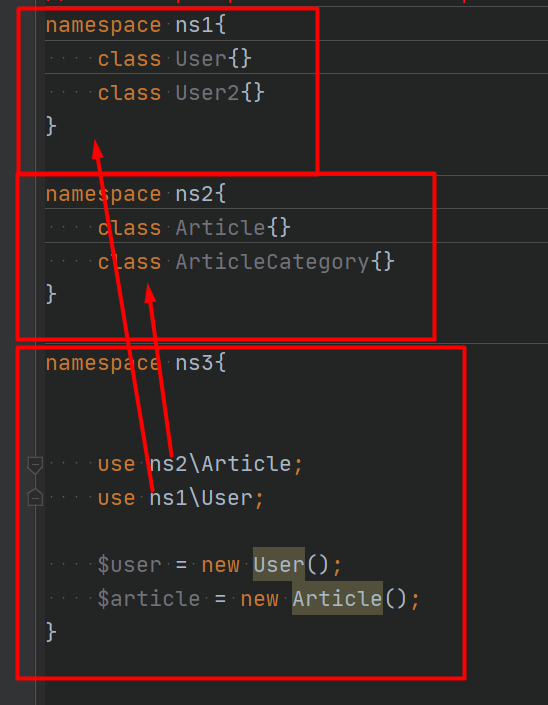 namespace ns1{
class User{}
class User2{}
}
namespace ns2{
class Article{}
class ArticleCategory{}
}
namespace ns3{
use ns2\Article;
use ns1\User;
$user = new User();
$article = new Article();
}